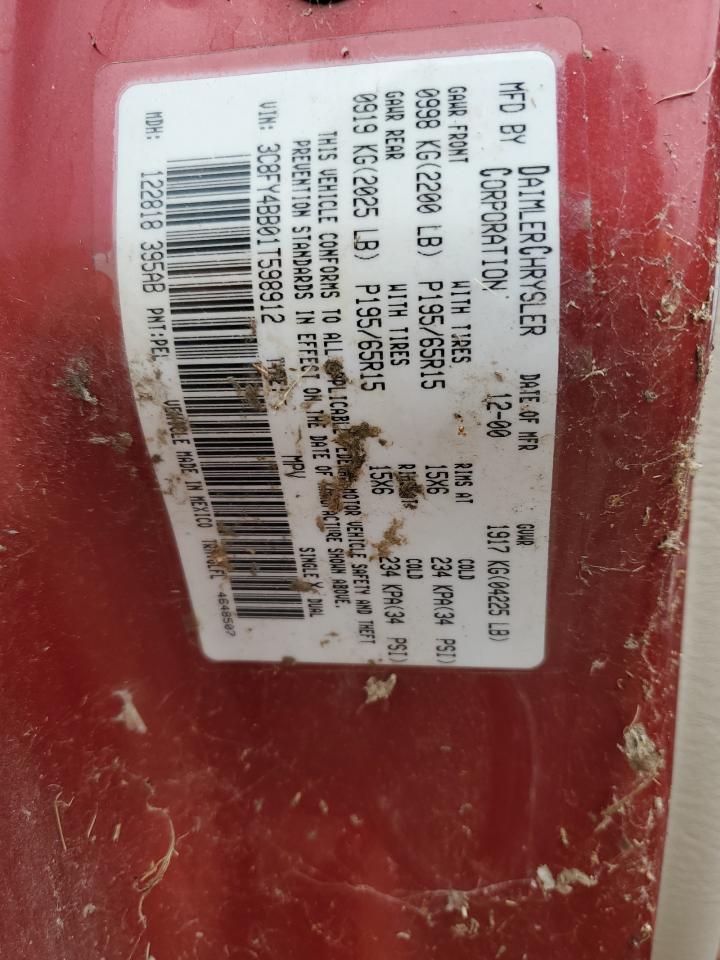 MFD BY DAIMLERCHRYSLER CORPORATION DATE OF MFR 12-00 GVWR 1917 KG(04225 LB)
GAWR FRONT WITH TIRES RIMS AT COLD
0998 KG(2200 LB) P195/65R15 15X6 234 KPA(34 PSI)
GAWR REAR WITH TIRES COLD
0919 KG(2025 LB) P195/65R15 15X6 234 KPA(34 PSI)
THIS VEHICLE CONFORMS TO ALL APPLICABLE FEDERAL MOTOR VEHICLE SAFETY AND THEFT
PREVENTION STANDARDS IN EFFECT ON THE DATE OF MANUFACTURE SHOWN ABOVE.
VIN: 3C8FY4BB01T598912 TYPE MPV SINGLE X DUAL
MDH: 122818 395AB PNT:PEL
VEHICLE MADE IN MEXICO 4648507